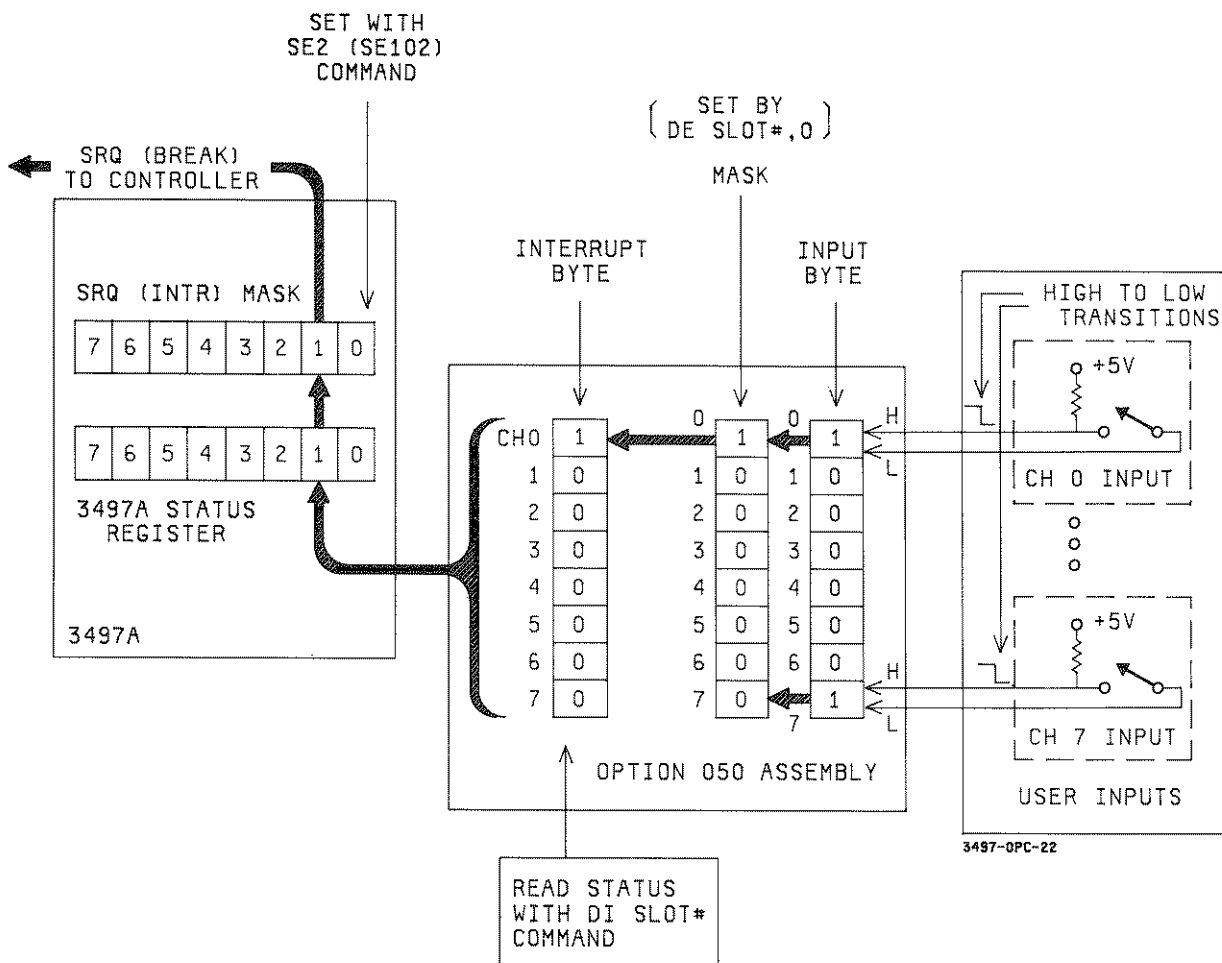 SET WITH
SE2 (SE102)
COMMAND
( SET BY
DE SLOT#,0 )
MASK
SRQ (BREAK)
TO CONTROLLER
INTERRUPT
BYTE
INPUT
BYTE
SRQ (INTR) MASK
7 6 5 4 3 2 1 0
7 6 5 4 3 2 1 0
3497A STATUS
REGISTER
3497A
CH0 1
1 0
2 0
3 0
4 0
5 0
6 0
7 0
0 1
1 0
2 0
3 0
4 0
5 0
6 0
7 0
0 1
1 0
2 0
3 0
4 0
5 0
6 0
7 1
H
L
H
L
OPTION 050 ASSEMBLY
HIGH TO LOW
TRANSITIONS
+5V
CH 0 INPUT
+5V
CH 7 INPUT
USER INPUTS
3497-OPC-22
READ STATUS
WITH DI SLOT#
COMMAND